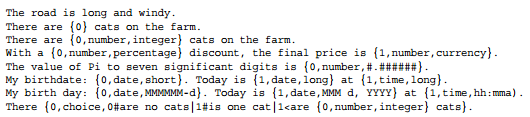 The road is long and windy.
There are {0} cats on the farm.
There are {0,number,integer} cats on the farm.
With a {0,number,percentage} discount, the final price is {1,number,currency}.
The value of Pi to seven significant digits is {0,number,#.######}.
My birthdate: {0,date,short}. Today is {1,date,long} at {1,time,long}.
My birth day: {0,date,MMMMMM-d}. Today is {1,date,MMM d, YYYY} at {1,time,hh:mma).
There {0,choice,0#are no cats|1#is one cat|1<are {0,number,integer} cats}.